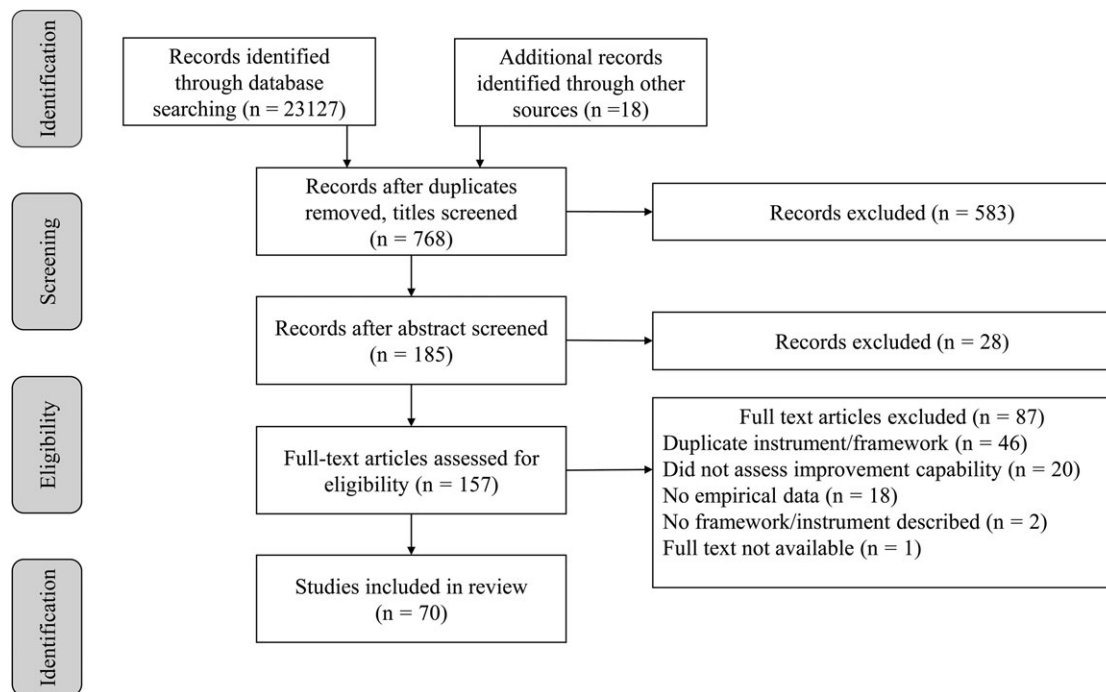 Identification
Records identified
through database
searching (n = 23127)
Additional records
identified through other
sources (n =18)
Screening
Records after duplicates
removed, titles screened
(n = 768)
Records excluded (n = 583)
Records after abstract screened
(n = 185)
Records excluded (n = 28)
Eligibility
Full-text articles assessed for
eligibility (n = 157)
Full text articles excluded (n = 87)
Duplicate instrument/framework (n = 46)
Did not assess improvement capability (n = 20)
No empirical data (n = 18)
No framework/instrument described (n = 2)
Full text not available (n = 1)
Identification
Studies included in review
(n = 70)